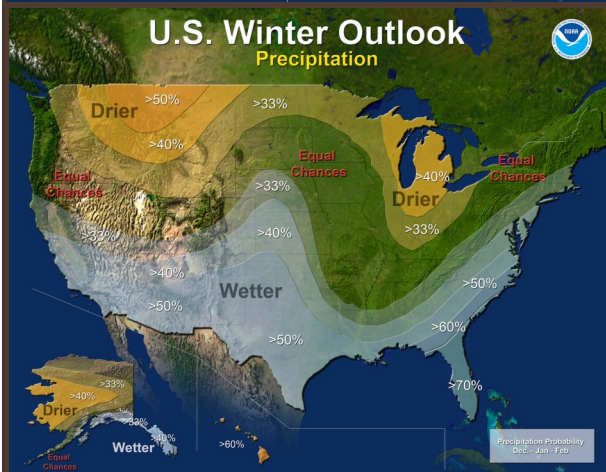 U.S. Winter Outlook
Precipitation
NOAA
Drier
>50%
>33%
>40%
Equal
Chances
Equal
Chances
Equal
Chances
>40%
Drier
>33%
>33%
>40%
>33%
>40%
>50%
Wetter
>50%
>50%
>60%
>70%
>33%
>40%
Drier
>33%
>40%
Wetter
Equal
Chances
>60%
Precipitation Probability
Dec. - Jan - Feb